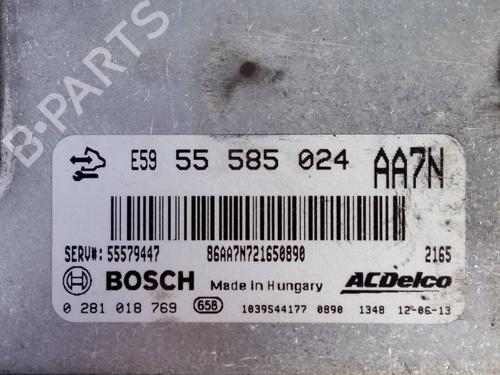 B-PARTS
E59 55 585 024 AA7N
SERV#: 55579447 86AA7N721650890 2165
BOSCH Made in Hungary ACDelco
0 281 018 769 658 1039S44177 0890 1348 12-06-13